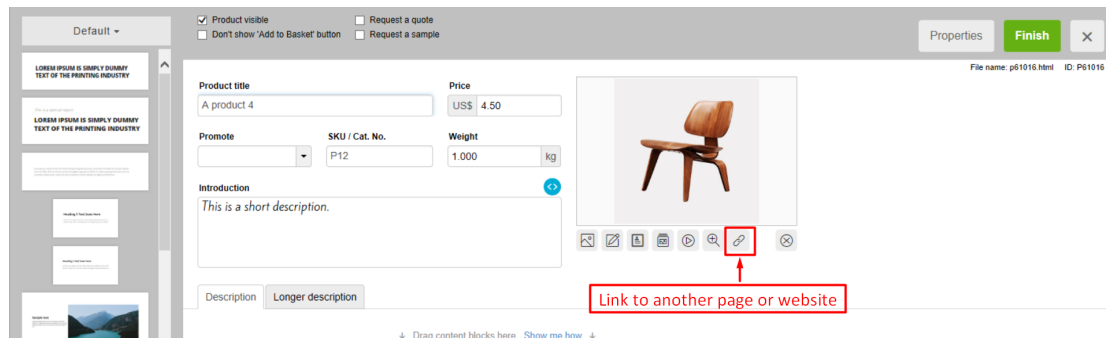 Default
Product visible
Request a quote
Don't show 'Add to Basket' button
Request a sample
Properties
Finish
File name: p61016.html ID: P61016
LOREM IPSUM IS SIMPLY DUMMY
TEXT OF THE PRINTING INDUSTRY
LOREM IPSUM IS SIMPLY DUMMY
TEXT OF THE PRINTING INDUSTRY
Product title
Price
A product 4
US$ 4.50
Promote
SKU / Cat. No.
Weight
P12
1.000 kg
Introduction
This is a short description.
Link to another page or website
Description
Longer description
Drag content blocks here Show me how